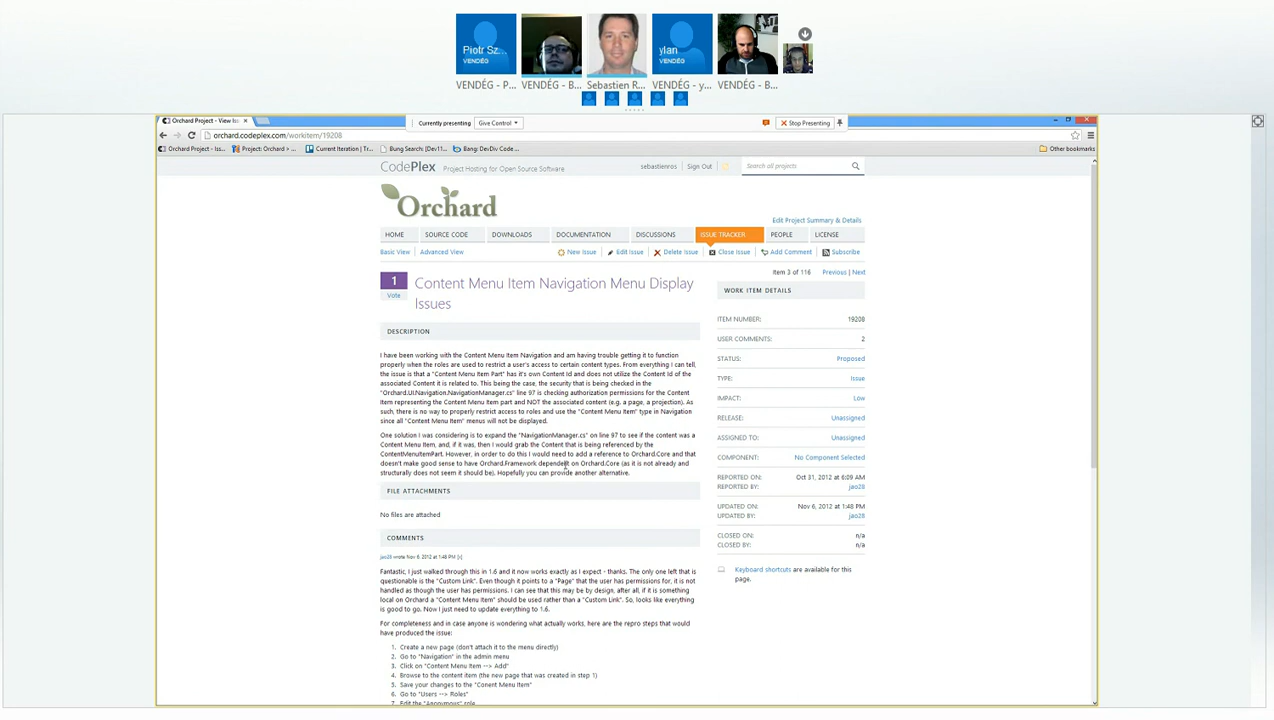 Piotr Sz...
VENDÉG
ylan
VENDÉG
VENDÉG - P...
VENDÉG - B...
Sebastien R...
VENDÉG - y...
VENDÉG - B...
Orchard Project - View Iss
Currently presenting
Give Control
Stop Presenting
orchard.codeplex.com/workitem/19208
Orchard Project - Iss...
Project: Orchard > ...
Current Iteration | Tr...
Bung Search: [Dev11...
Bang: DevDiv Code...
Other bookmarks
CodePlex Project Hosting for Open Source Software
sebastienros
Sign Out
Search all projects
Orchard
Edit Project Summary & Details
HOME SOURCE CODE DOWNLOADS DOCUMENTATION DISCUSSIONS ISSUE TRACKER PEOPLE LICENSE
Basic View | Advanced View
New Issue | Edit Issue | Delete Issue | Close Issue | Add Comment | Subscribe
Item 3 of 116 Previous | Next
1
Vote
Content Menu Item Navigation Menu Display
Issues
DESCRIPTION
I have been working with the Content Menu Item Navigation and am having trouble getting it to function
properly when the roles are used to restrict a user's access to certain content types. From everything I can tell,
the issue is that a "Content Menu Item Part" has it's own Content Id and does not utilize the Content Id of the
associated Content it is related to. This being the case, the security that is being checked in the
"Orchard.UI.Navigation.NavigationManager.cs" line 97 is checking authorization permissions for the Content
Item representing the Content Menu Item part and NOT the associated content (e.g. a page, a projection). As
such, there is no way to properly restrict access to roles and use the "Content Menu Item" type in Navigation
since all "Content Menu Item" menus will not be displayed.
One solution I was considering is to expand the "NavigationManager.cs" on line 97 to see if the content was a
Content Menu Item, and, if it was, then I would grab the Content that is being referenced by the
ContentMenuItemPart. However, in order to do this I would need to add a reference to Orchard.Core and that
doesn't make good sense to have Orchard.Framework dependent on Orchard.Core (as it is not already and
structurally does not seem it should be). Hopefully you can provide another alternative.
FILE ATTACHMENTS
No files are attached
COMMENTS
jao28 wrote Nov 6, 2012 at 1:48 PM [x]
Fantastic, I just walked through this in 1.6 and it now works exactly as I expect - thanks. The only one left that is
questionable is the "Custom Link". Even though it points to a "Page" that the user has permissions for, it is not
handled as though the user has permissions. I can see that this may be by design, after all, if it is something
local on Orchard a "Content Menu Item" should be used rather than a "Custom Link". So, looks like everything
is good to go. Now I just need to update everything to 1.6.
For completeness and in case anyone is wondering what actually works, here are the repro steps that would
have produced the issue:
1. Create a new page (don't attach it to the menu directly)
2. Go to "Navigation" in the admin menu
3. Click on "Content Menu Item --> Add"
4. Browse to the content item (the new page that was created in step 1)
5. Save your changes to the "Conent Menu Item"
6. Go to "Users --> Roles"
7. Edit the "Anonymous" role
WORK ITEM DETAILS
ITEM NUMBER: 19208
USER COMMENTS: 2
STATUS: Proposed
TYPE: Issue
IMPACT: Low
RELEASE: Unassigned
ASSIGNED TO: Unassigned
COMPONENT: No Component Selected
REPORTED ON: Oct 31, 2012 at 6:09 AM
REPORTED BY: jao28
UPDATED ON: Nov 6, 2012 at 1:48 PM
UPDATED BY: jao28
CLOSED ON: n/a
CLOSED BY: n/a
Keyboard shortcuts are available for this
page.